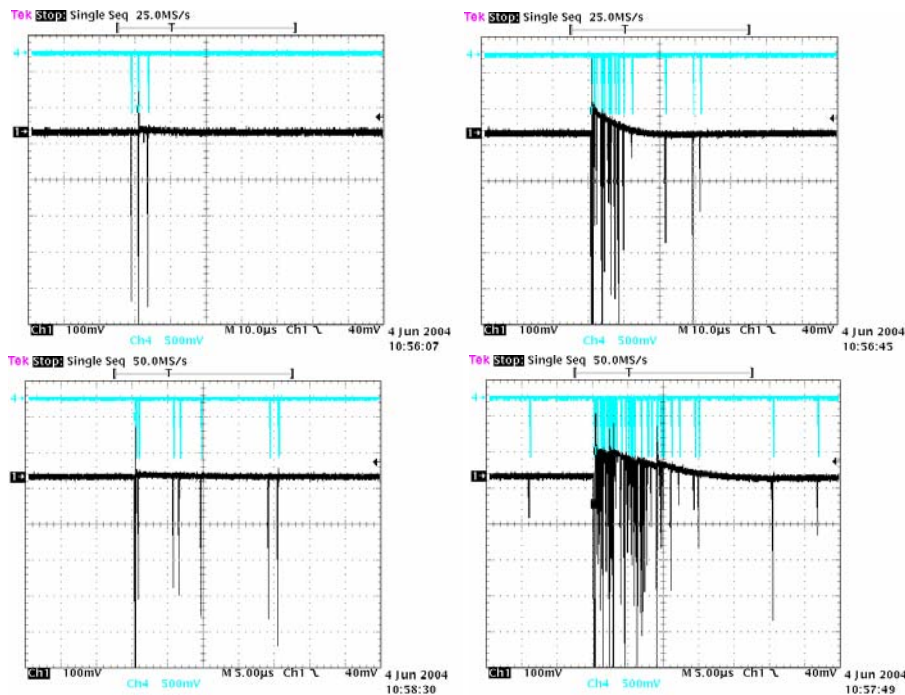 Tek Stop: Single Seq 25.0MS/s
T
4
1
Ch1 100mV M 10.0µs Ch1 40mV
Ch4 500mV
4 Jun 2004
10:56:07
Tek Stop: Single Seq 25.0MS/s
T
4
1
Ch1 100mV M 10.0µs Ch1 40mV
Ch4 500mV
4 Jun 2004
10:56:45
Tek Stop: Single Seq 50.0MS/s
T
4
1
Ch1 100mV M 5.00µs Ch1 40mV
Ch4 500mV
4 Jun 2004
10:58:30
Tek Stop: Single Seq 50.0MS/s
T
4
1
Ch1 100mV M 5.00µs Ch1 40mV
Ch4 500mV
4 Jun 2004
10:57:49